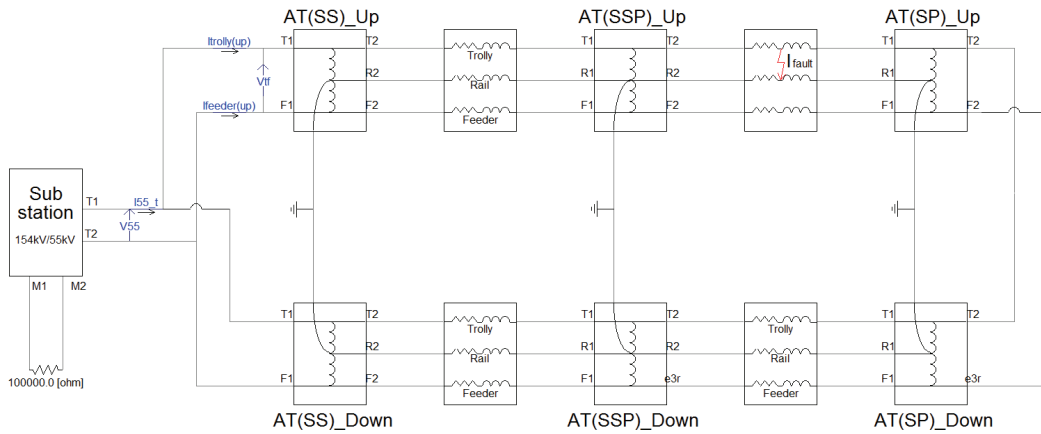 AT(SS)_Up
AT(SSP)_Up
AT(SP)_Up
Itrolly(up)
T1
T2
T1
T2
T1
T2
Trolly
I fault
Vtf
R2
R1
R2
R1
Rail
Ifeeder(up)
F1
F2
F1
F2
F1
F2
Feeder
Sub
station
154kV/55kV
T1
I55_t
V55
T2
M1
M2
100000.0 [ohm]
T1
T2
T1
T2
T1
T2
Trolly
Trolly
R2
R1
R2
R1
Rail
Rail
F1
F2
F1
e3r
F1
e3r
Feeder
Feeder
AT(SS)_Down
AT(SSP)_Down
AT(SP)_Down